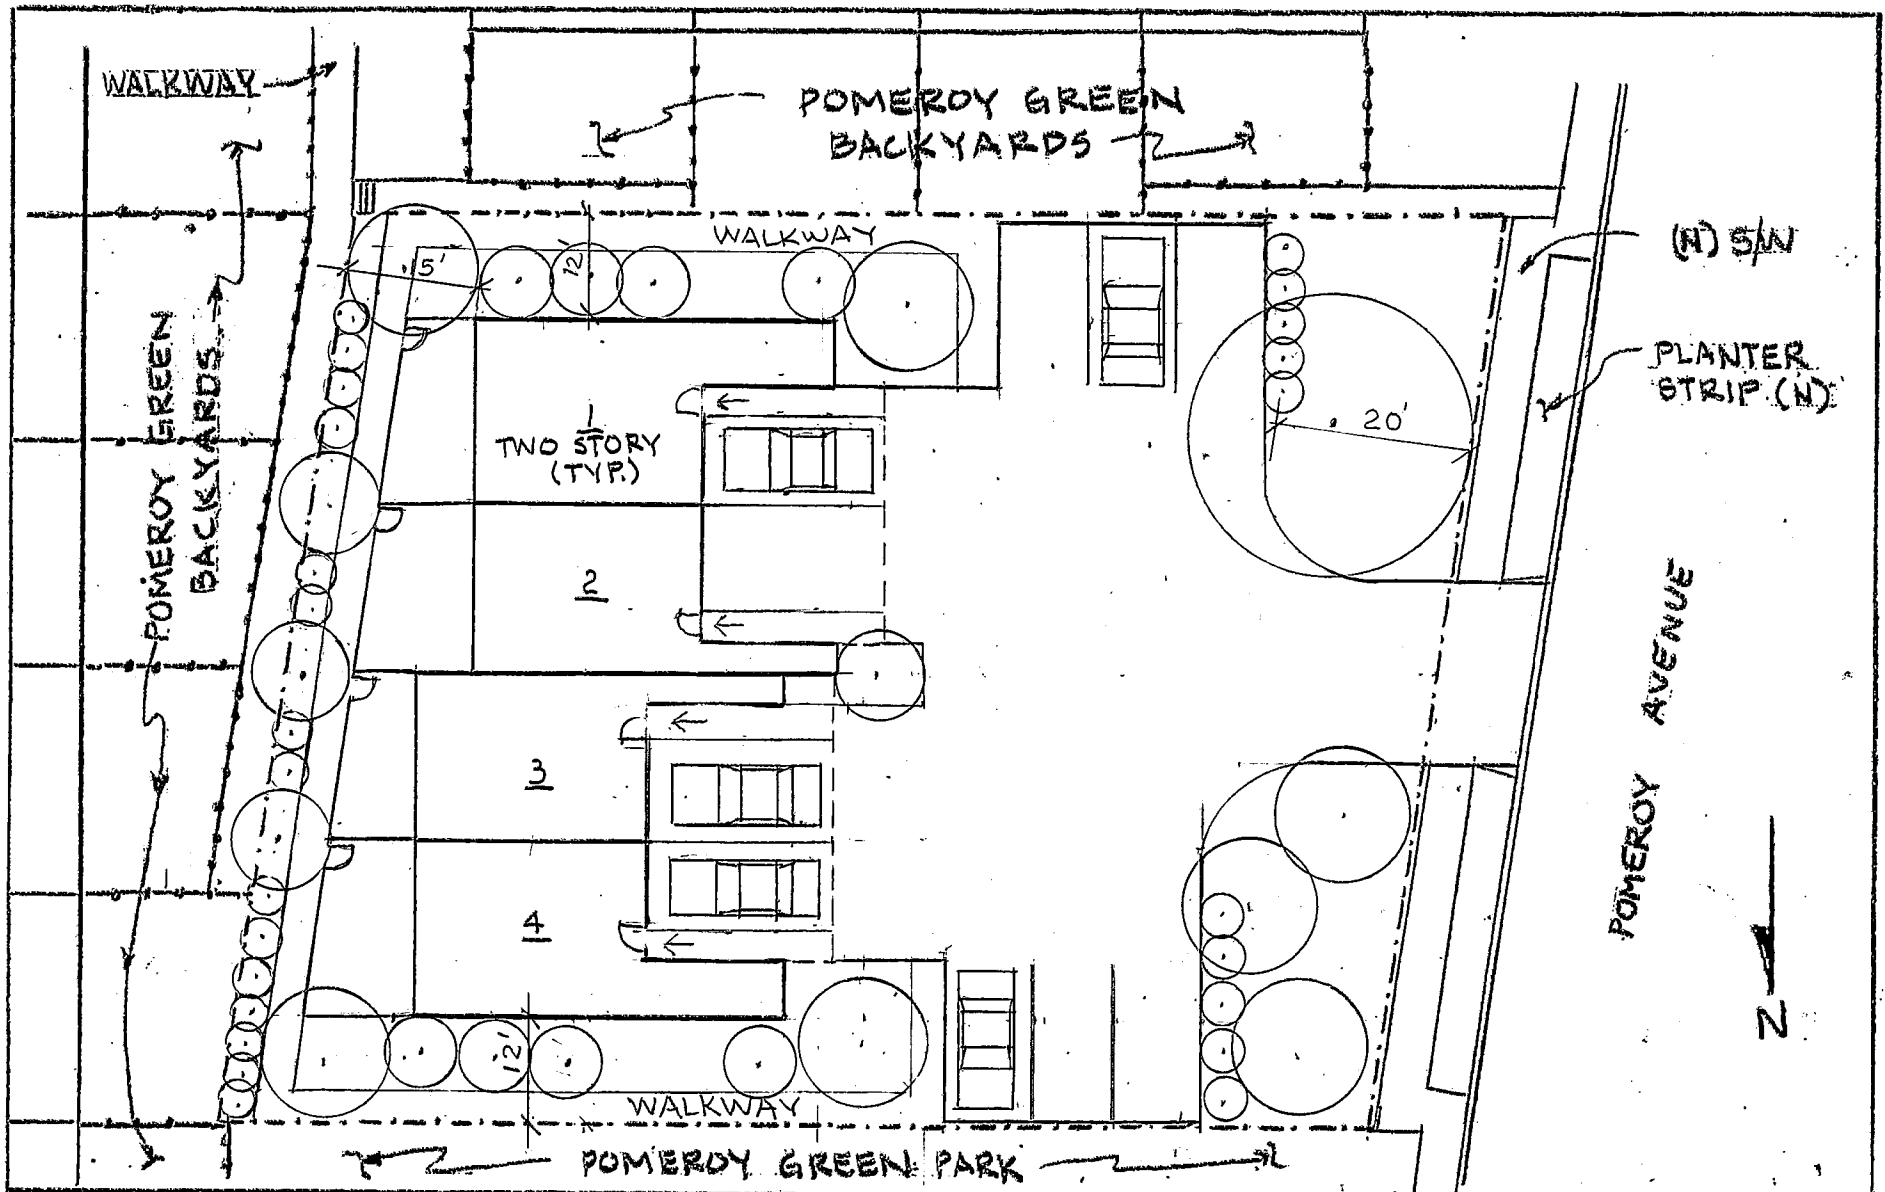 WALKWAY
POMEROY GREEN
BACKYARDS
WALKWAY
(N) S/W
5'
12'
POMEROY GREEN
BACKYARDS
PLANTER
STRIP (N)
1
TWO STORY
(TYP.)
20'
2
POMEROY AVENUE
3
4
12'
N
WALKWAY
POMEROY GREEN PARK